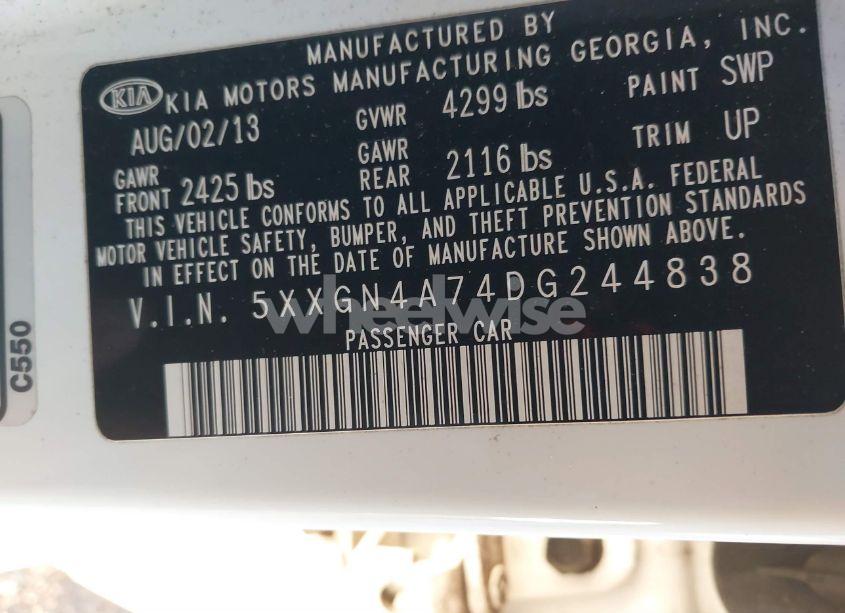 MANUFACTURED BY
KIA KIA MOTORS MANUFACTURING GEORGIA, INC.
AUG/02/13 GVWR 4299 lbs PAINT SWP
GAWR FRONT 2425 lbs GAWR REAR 2116 lbs TRIM UP
THIS VEHICLE CONFORMS TO ALL APPLICABLE U.S.A. FEDERAL
MOTOR VEHICLE SAFETY, BUMPER, AND THEFT PREVENTION STANDARDS
IN EFFECT ON THE DATE OF MANUFACTURE SHOWN ABOVE.
V.I.N. 5XXGN4A74DG244838
wheelwise
PASSENGER CAR
C550